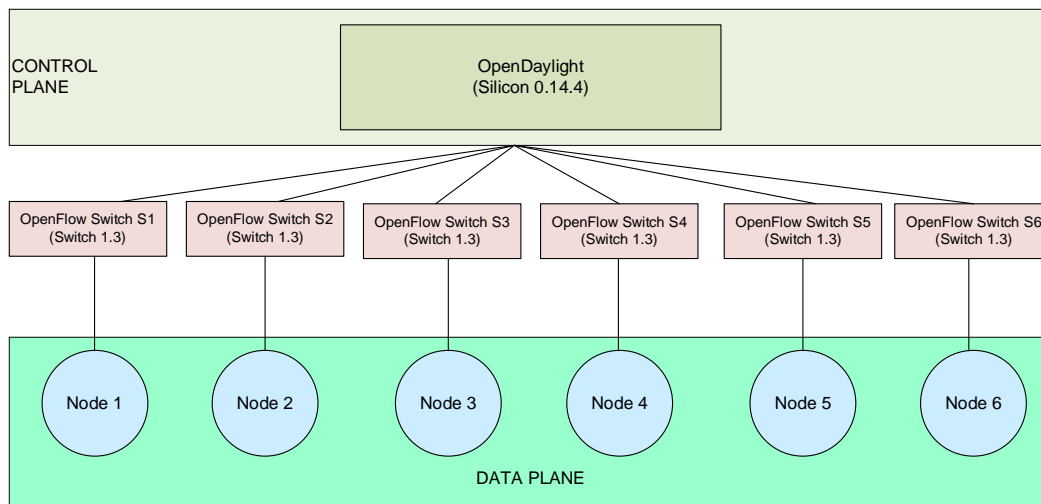 CONTROL
PLANE
OpenDaylight
(Silicon 0.14.4)
OpenFlow Switch S1
(Switch 1.3)
OpenFlow Switch S2
(Switch 1.3)
OpenFlow Switch S3
(Switch 1.3)
OpenFlow Switch S4
(Switch 1.3)
OpenFlow Switch S5
(Switch 1.3)
OpenFlow Switch S6
(Switch 1.3)
Node 1
Node 2
Node 3
Node 4
Node 5
Node 6
DATA PLANE